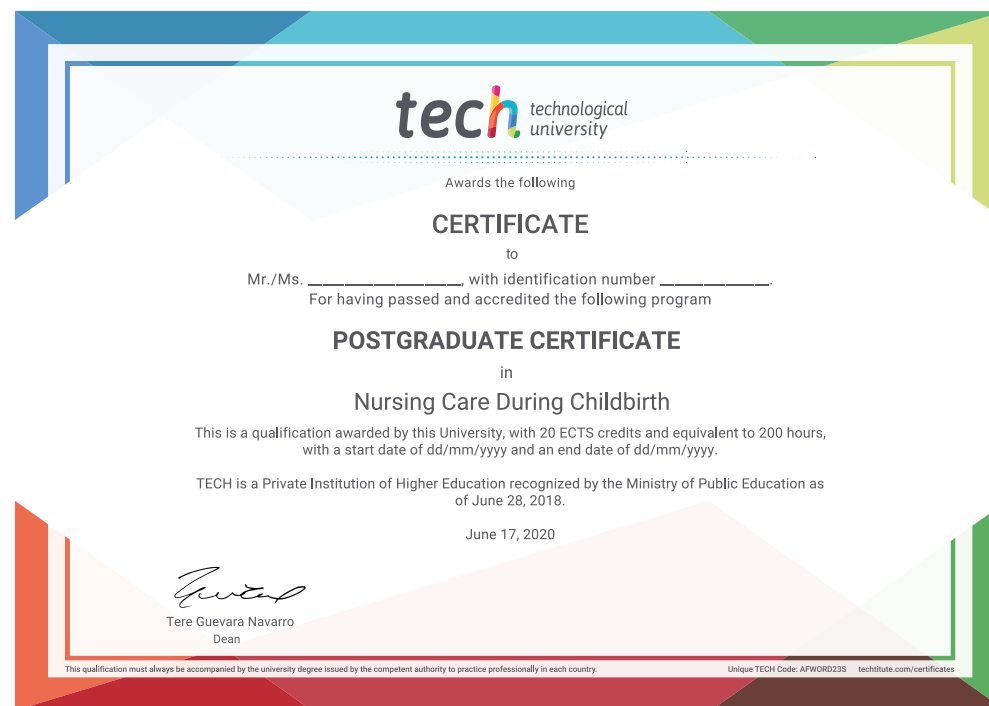 tech technological
university
Awards the following
CERTIFICATE
to
Mr./Ms. _____________________, with identification number _______________.
For having passed and accredited the following program
POSTGRADUATE CERTIFICATE
in
Nursing Care During Childbirth
This is a qualification awarded by this University, with 20 ECTS credits and equivalent to 200 hours,
with a start date of dd/mm/yyyy and an end date of dd/mm/yyyy.
TECH is a Private Institution of Higher Education recognized by the Ministry of Public Education as
of June 28, 2018.
June 17, 2020
Tere Guevara Navarro
Dean
This qualification must always be accompanied by the university degree issued by the competent authority to practice professionally in each country.
Unique TECH Code: AFWORD23S techtitute.com/certificates